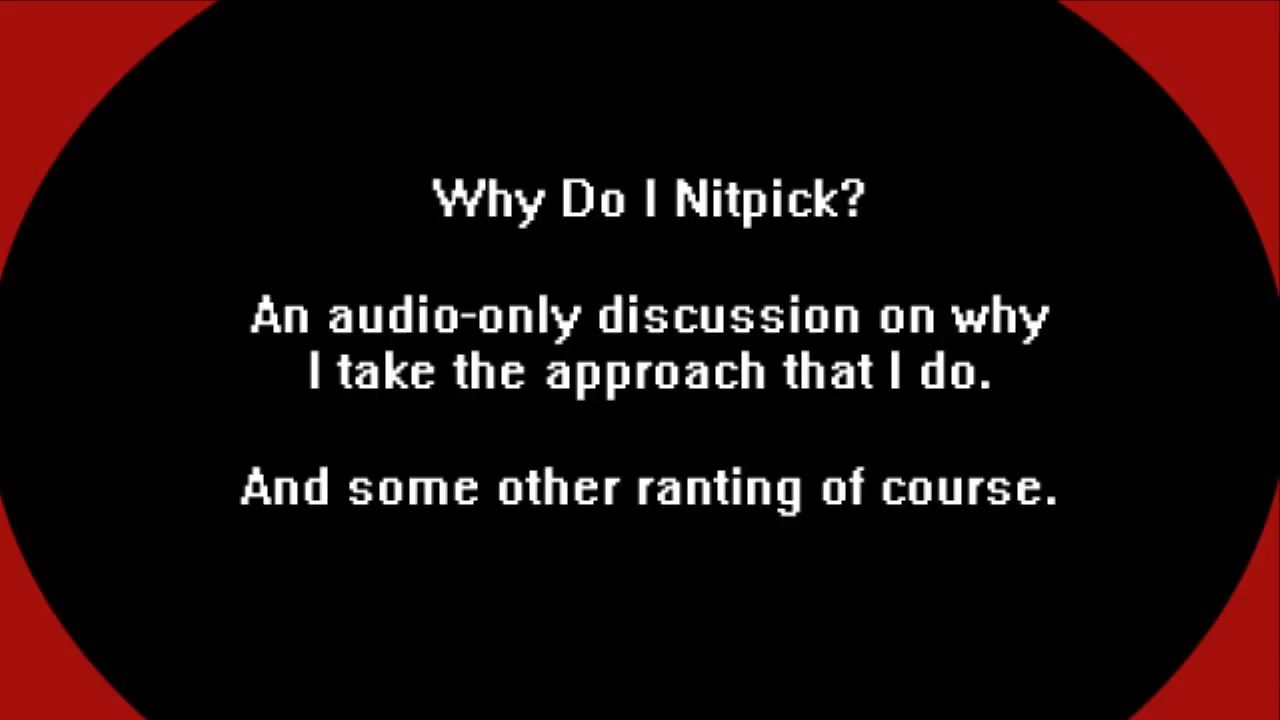 Why Do I Nitpick?
An audio-only discussion on why
I take the approach that I do.
And some other ranting of course.